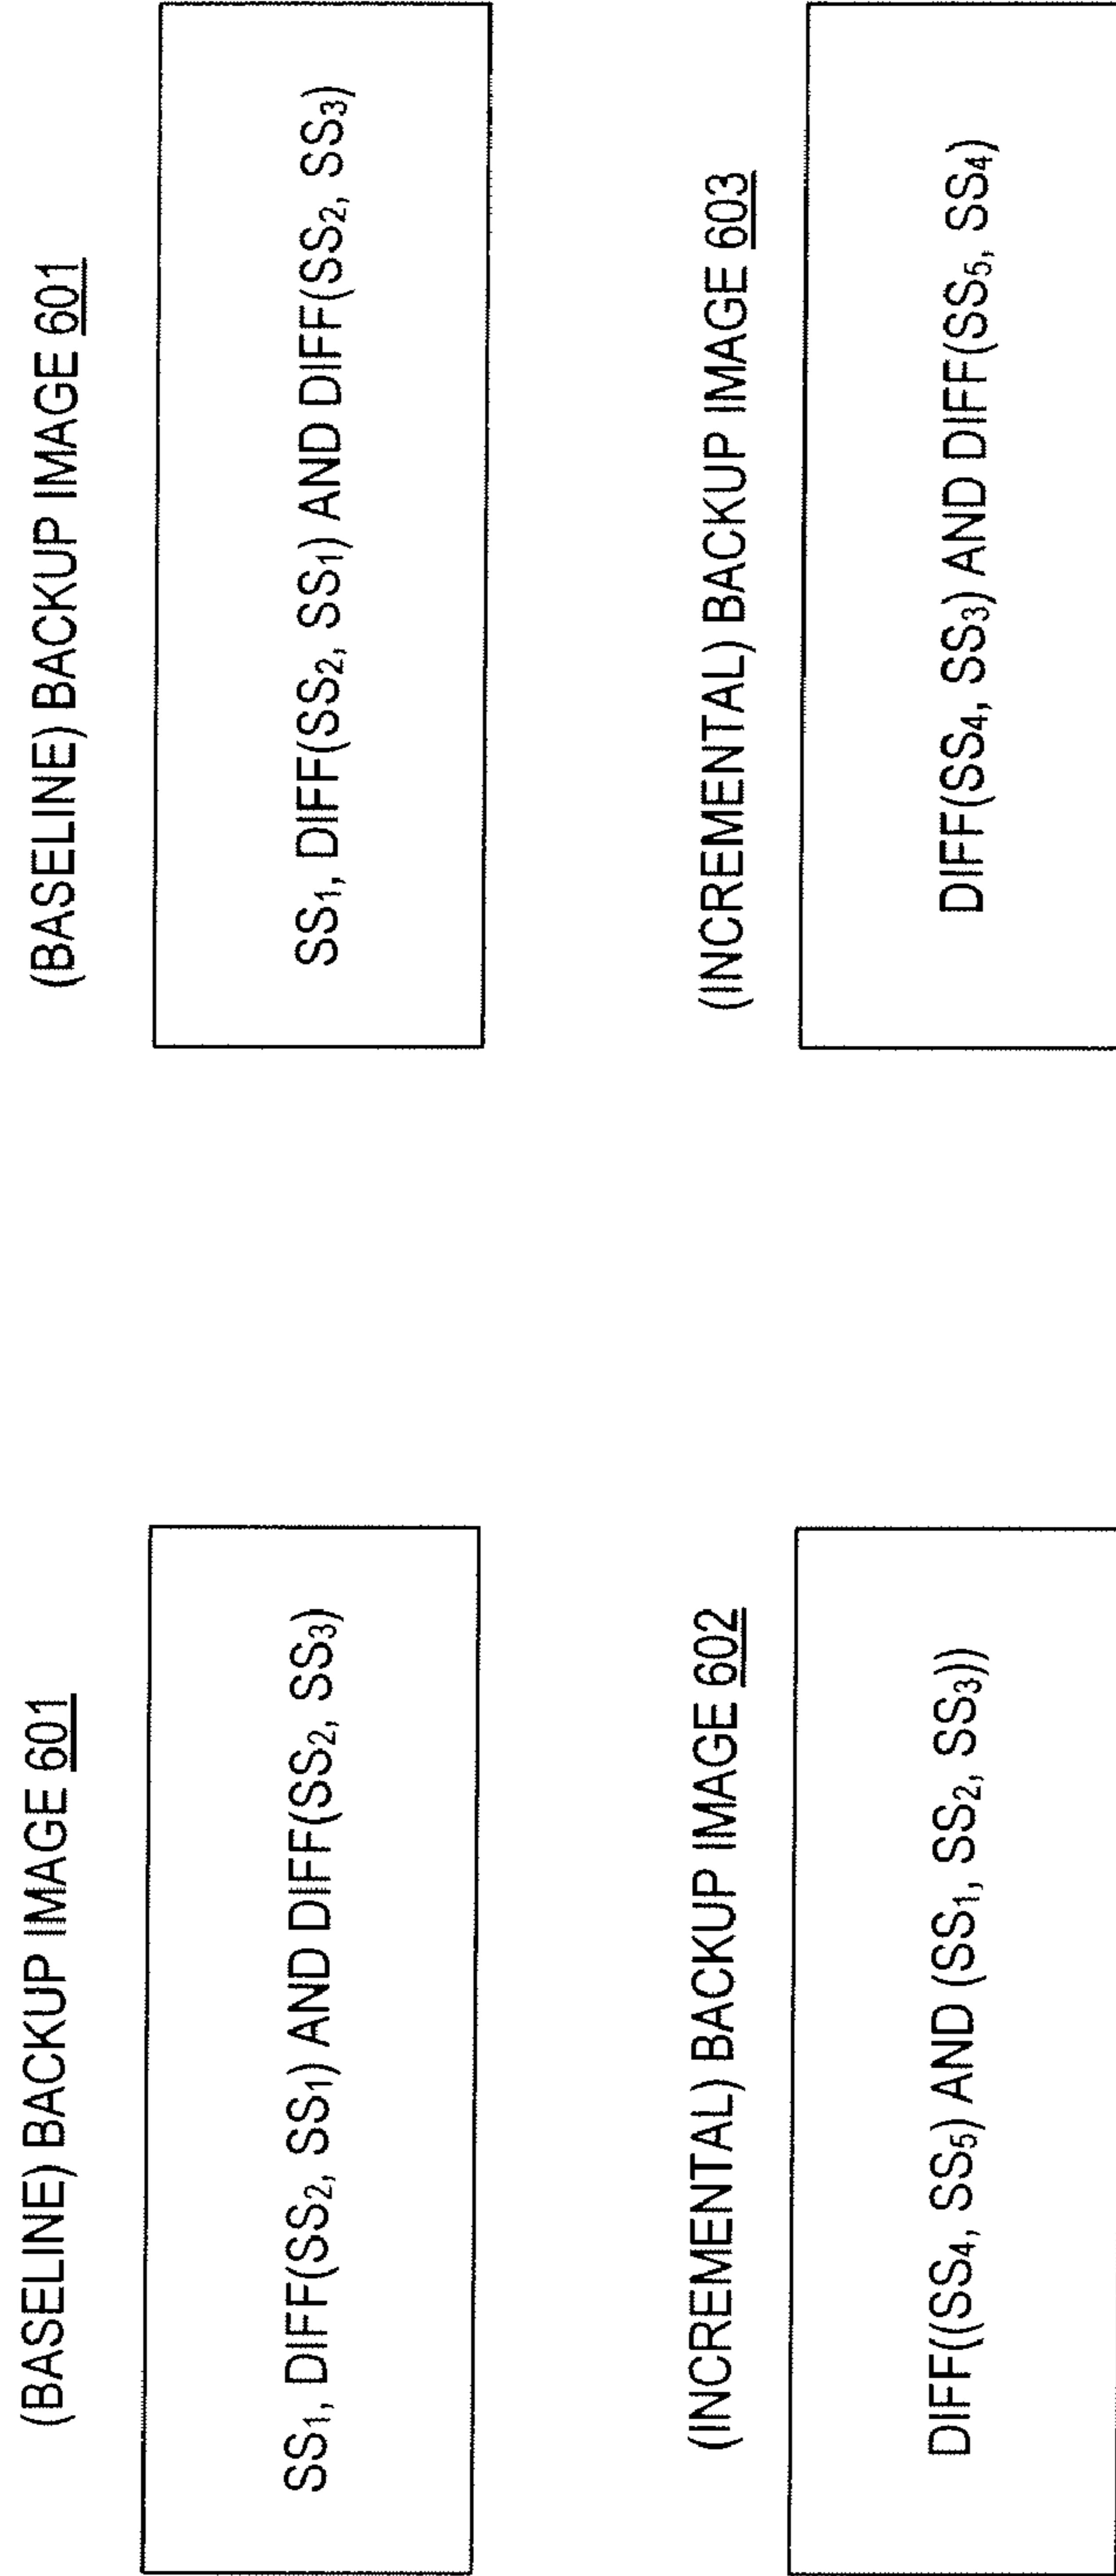 (BASELINE) BACKUP IMAGE 601
SS₁, DIFF(SS₂, SS₁) AND DIFF(SS₂, SS₃)
(INCREMENTAL) BACKUP IMAGE 602
DIFF((SS₄, SS₅) AND (SS₁, SS₂, SS₃))
(BASELINE) BACKUP IMAGE 601
SS₁, DIFF(SS₂, SS₁) AND DIFF(SS₂, SS₃)
(INCREMENTAL) BACKUP IMAGE 603
DIFF(SS₄, SS₃) AND DIFF(SS₅, SS₄)